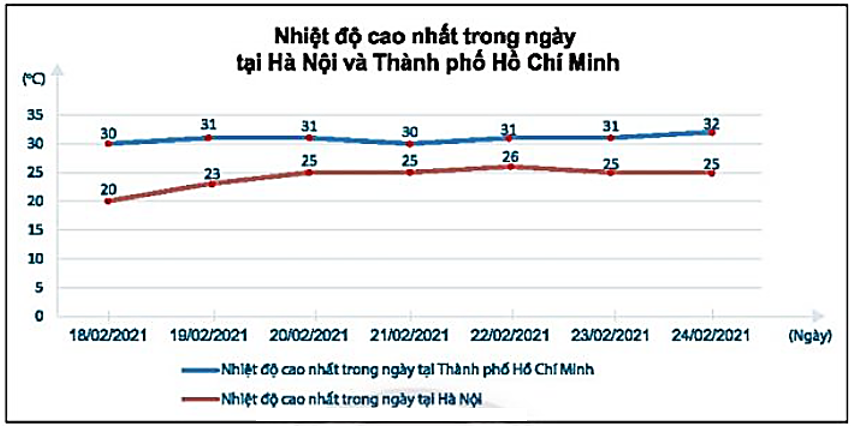 Nhiệt độ cao nhất trong ngày
tại Hà Nội và Thành phố Hồ Chí Minh
(°C)
35
30
25
20
15
10
5
0
30 31 31 30 31 31 32
20 23 25 25 26 25 25
18/02/2021 19/02/2021 20/02/2021 21/02/2021 22/02/2021 23/02/2021 24/02/2021 (Ngày)
Nhiệt độ cao nhất trong ngày tại Thành phố Hồ Chí Minh
Nhiệt độ cao nhất trong ngày tại Hà Nội